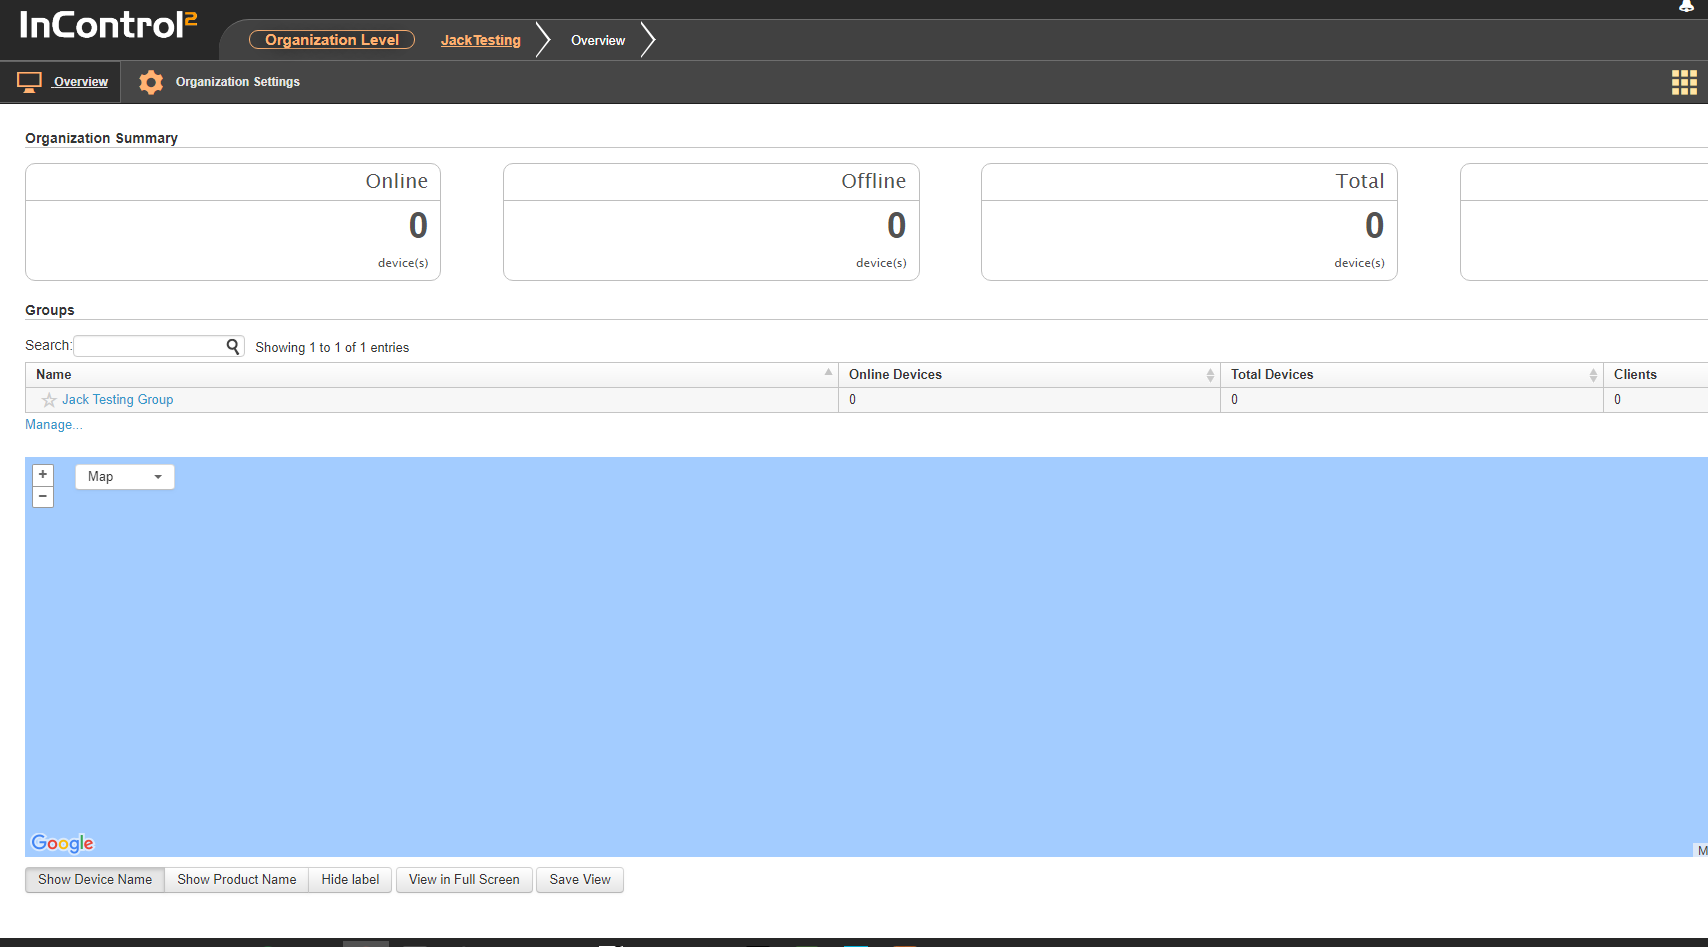 InControl2
Organization Level JackTesting Overview
Overview Organization Settings
Organization Summary
Online Offline Total
0 0 0
device(s) device(s) device(s)
Groups
Search: Showing 1 to 1 of 1 entries
Name Online Devices Total Devices Clients
Jack Testing Group 0 0 0
Manage...
+ Map
−
Google
M
Show Device Name Show Product Name Hide label View in Full Screen Save View